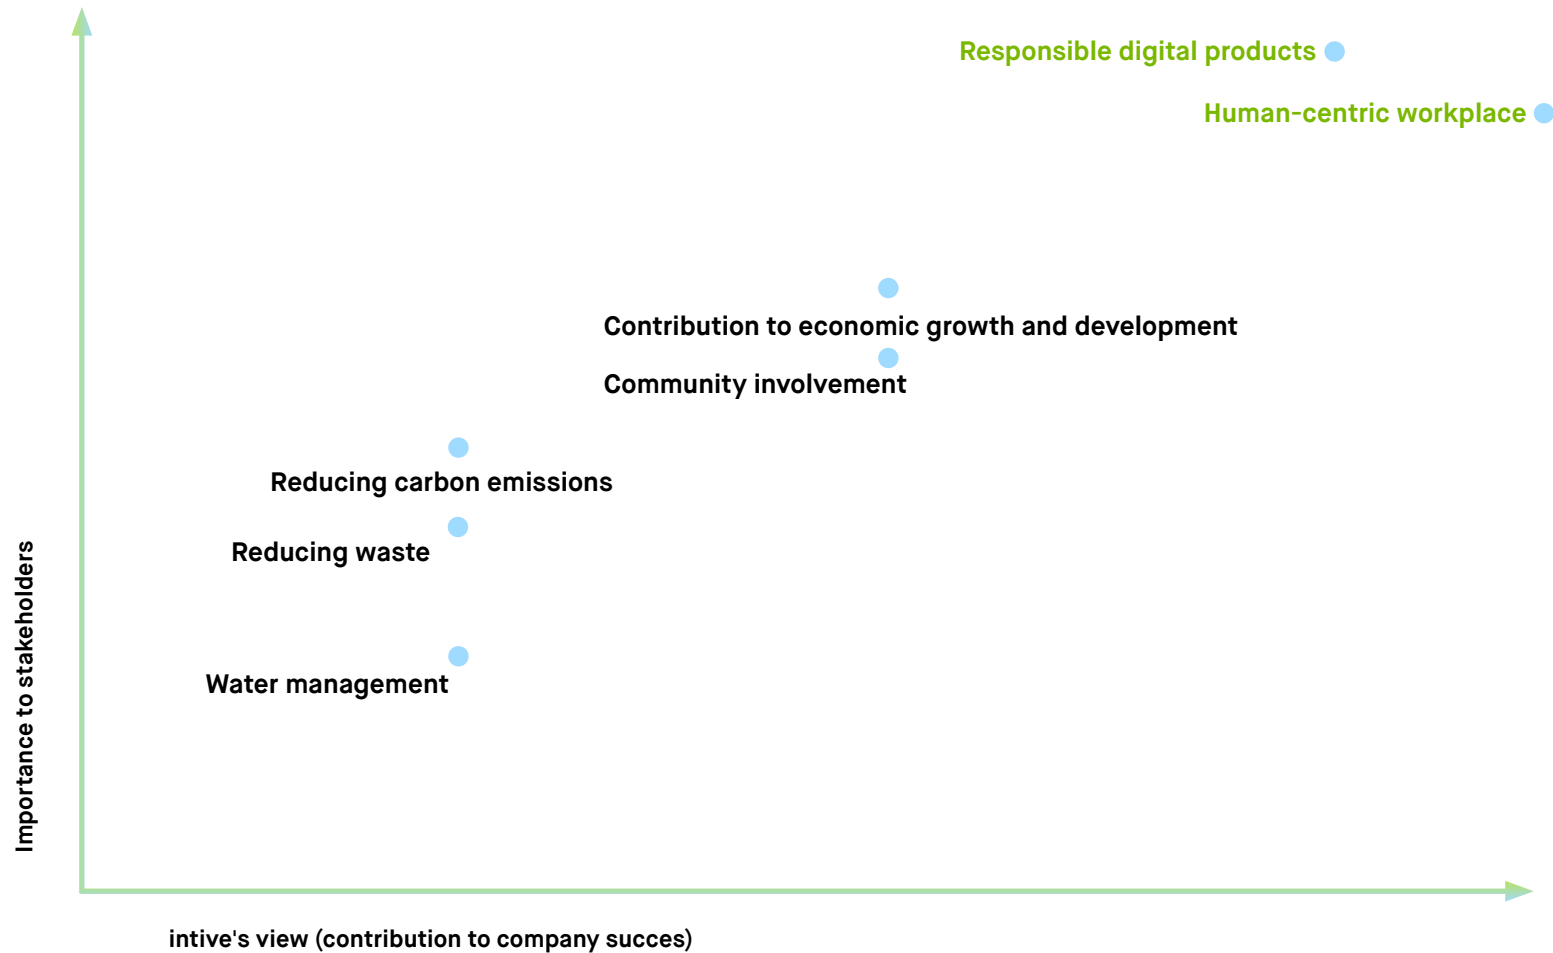 Responsible digital products
Human-centric workplace
Contribution to economic growth and development
Community involvement
Reducing carbon emissions
Reducing waste
Water management
Importance to stakeholders
intive's view (contribution to company succes)